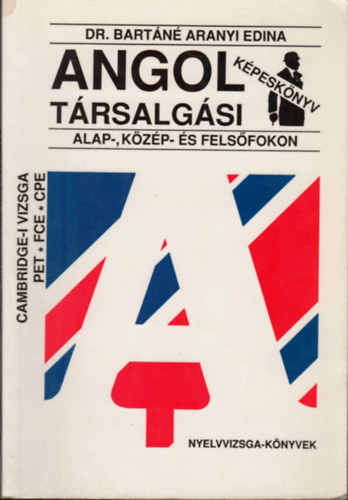 DR. BARTÁNÉ ARANYI EDINA
ANGOL
KÉPESKÖNYV
TÁRSALGÁSI
ALAP-, KÖZÉP- ÉS FELSŐFOKON
CAMBRIDGE-I VIZSGA
PET • FCE • CPE
A
NYELVVIZSGA-KÖNYVEK